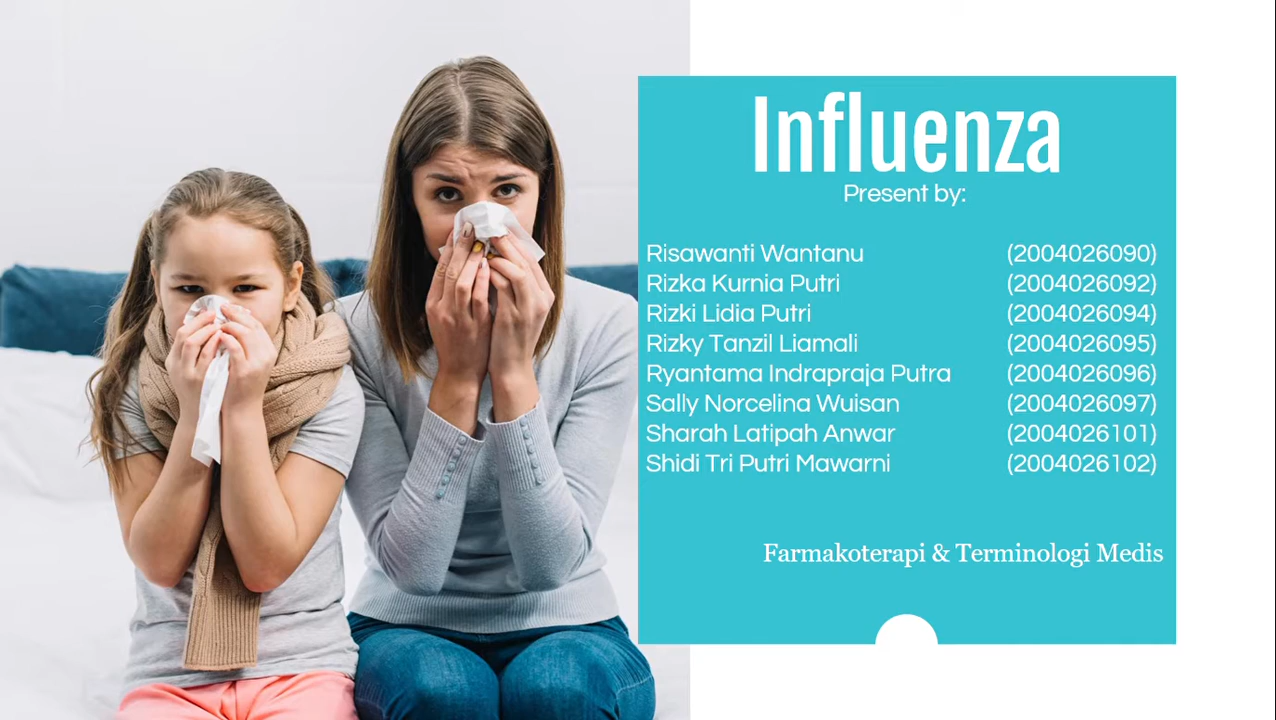 Influenza
Present by:
Risawanti Wantanu (2004026090)
Rizka Kurnia Putri (2004026092)
Rizki Lidia Putri (2004026094)
Rizky Tanzil Liamali (2004026095)
Ryantama Indrapraja Putra (2004026096)
Sally Norcelina Wuisan (2004026097)
Sharah Latipah Anwar (2004026101)
Shidi Tri Putri Mawarni (2004026102)
Farmakoterapi & Terminologi Medis